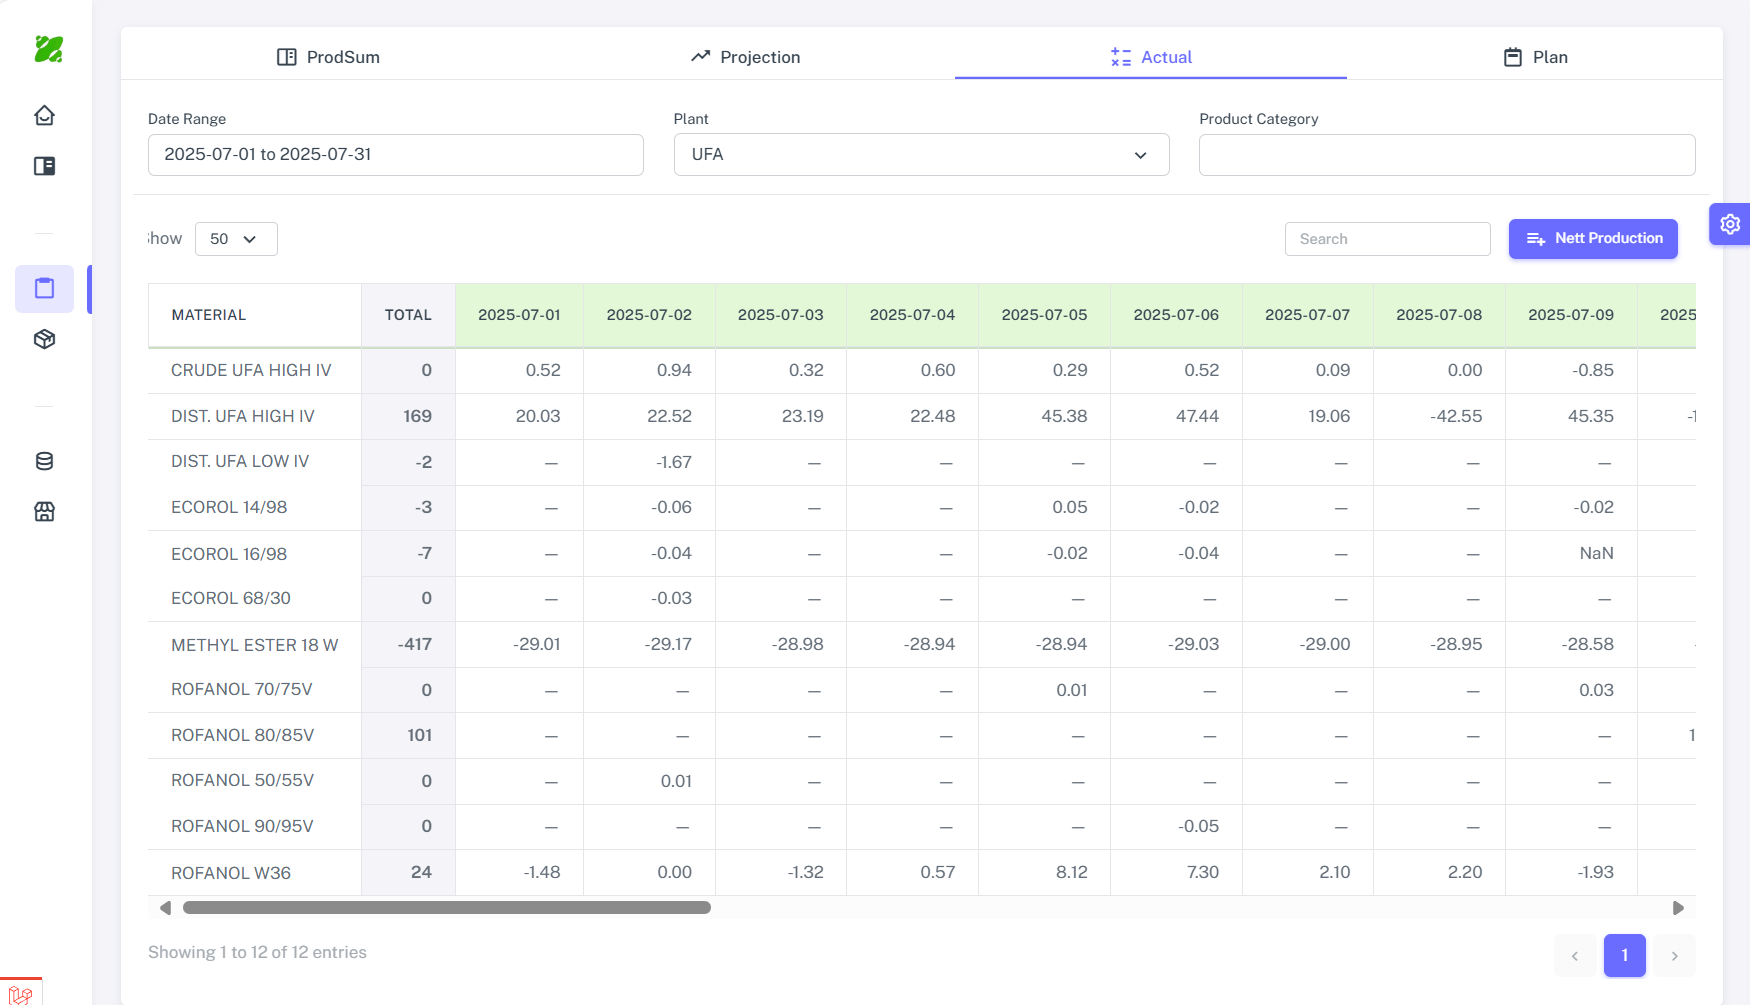 ProdSum Projection Actual Plan
Date Range Plant Product Category
2025-07-01 to 2025-07-31 UFA
Show 50 Search Nett Production
MATERIAL TOTAL 2025-07-01 2025-07-02 2025-07-03 2025-07-04 2025-07-05 2025-07-06 2025-07-07 2025-07-08 2025-07-09 2025
CRUDE UFA HIGH IV 0 0.52 0.94 0.32 0.60 0.29 0.52 0.09 0.00 -0.85
DIST. UFA HIGH IV 169 20.03 22.52 23.19 22.48 45.38 47.44 19.06 -42.55 45.35 -1
DIST. UFA LOW IV -2 — -1.67 — — — — — — —
ECOROL 14/98 -3 — -0.06 — — 0.05 -0.02 — — -0.02
ECOROL 16/98 -7 — -0.04 — — -0.02 -0.04 — — NaN
ECOROL 68/30 0 — -0.03 — — — — — — —
METHYL ESTER 18 W -417 -29.01 -29.17 -28.98 -28.94 -28.94 -29.03 -29.00 -28.95 -28.58 -
ROFANOL 70/75V 0 — — — — 0.01 — — — 0.03
ROFANOL 80/85V 101 — — — — — — — — — 1
ROFANOL 50/55V 0 — 0.01 — — — — — — —
ROFANOL 90/95V 0 — — — — — -0.05 — — —
ROFANOL W36 24 -1.48 0.00 -1.32 0.57 8.12 7.30 2.10 2.20 -1.93
Showing 1 to 12 of 12 entries ‹ 1 ›